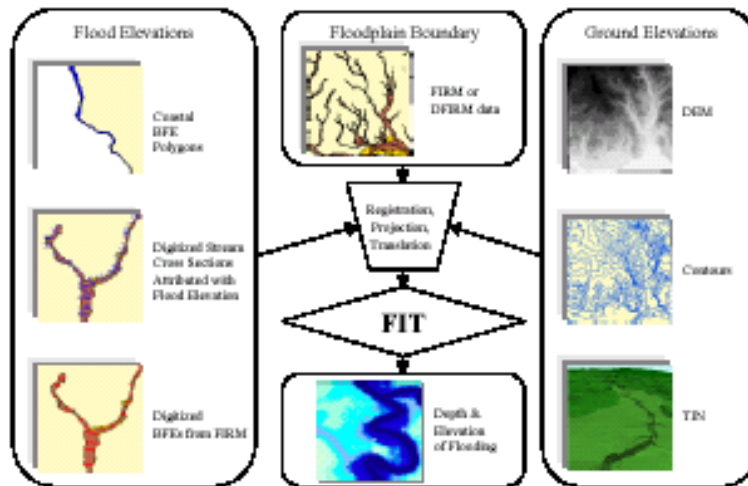 Flood Elevations
Coastal
BFE
Polygons
Digitized Stream
Cross Sections
Attributed with
Flood Elevation
Digitized
BFEs from FIRM
Floodplain Boundary
FIRM or
DFIRM data
Registration,
Projection,
Translation
FIT
Depth &
Elevation
of Flooding
Ground Elevations
DEM
Contours
TIN